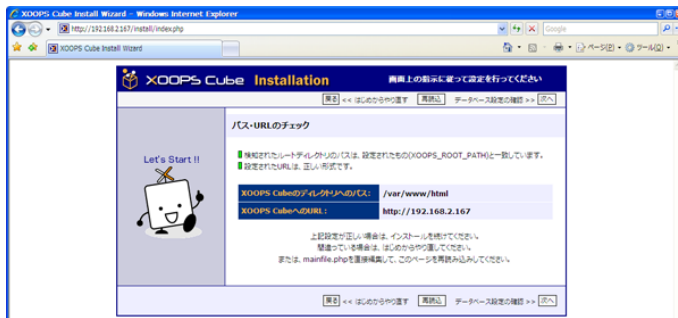 XOOPS Cube Install Wizard - Windows Internet Explorer
http://192.168.2.167/install/index.php
Google
XOOPS Cube Install Wizard
ページ(P)
ツール(O)
XOOPS Cube Installation
画面上の指示に従って設定を行ってください
戻る << はじめからやり直す 再読込 データベース設定の確認 >> 次へ
パス・URLのチェック
Let's Start !!
検知されたルートディレクトリのパスは、設定されたもの(XOOPS_ROOT_PATH)と一致しています。
設定されたURLは、正しい形式です。
XOOPS Cubeのディレクトリへのパス: /var/www/html
XOOPS CubeへのURL: http://192.168.2.167
上記設定が正しい場合は、インストールを続けてください。
間違っている場合は、はじめからやり直してください。
または、mainfile.phpを直接編集して、このページを再読み込みしてください。
戻る << はじめからやり直す 再読込 データベース設定の確認 >> 次へ